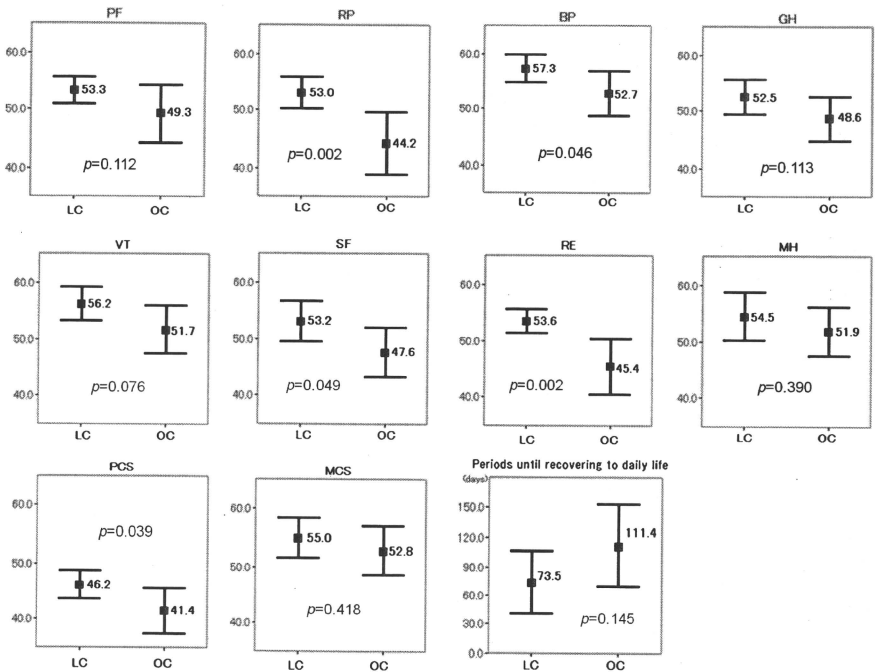 PF
60.0
50.0
40.0
53.3
49.3
p=0.112
LC OC
RP
60.0
50.0
40.0
53.0
44.2
p=0.002
LC OC
BP
60.0
50.0
40.0
57.3
52.7
p=0.046
LC OC
GH
60.0
50.0
40.0
52.5
48.6
p=0.113
LC OC
VT
60.0
50.0
40.0
56.2
51.7
p=0.076
LC OC
SF
60.0
50.0
40.0
53.2
47.6
p=0.049
LC OC
RE
60.0
50.0
40.0
53.6
45.4
p=0.002
LC OC
MH
60.0
50.0
40.0
54.5
51.9
p=0.390
LC OC
PCS
60.0
50.0
40.0
p=0.039
46.2
41.4
LC OC
MCS
60.0
50.0
40.0
55.0
52.8
p=0.418
LC OC
Periods until recovering to daily life
(days)
150.0
120.0
90.0
60.0
30.0
0.0
111.4
73.5
p=0.145
LC OC